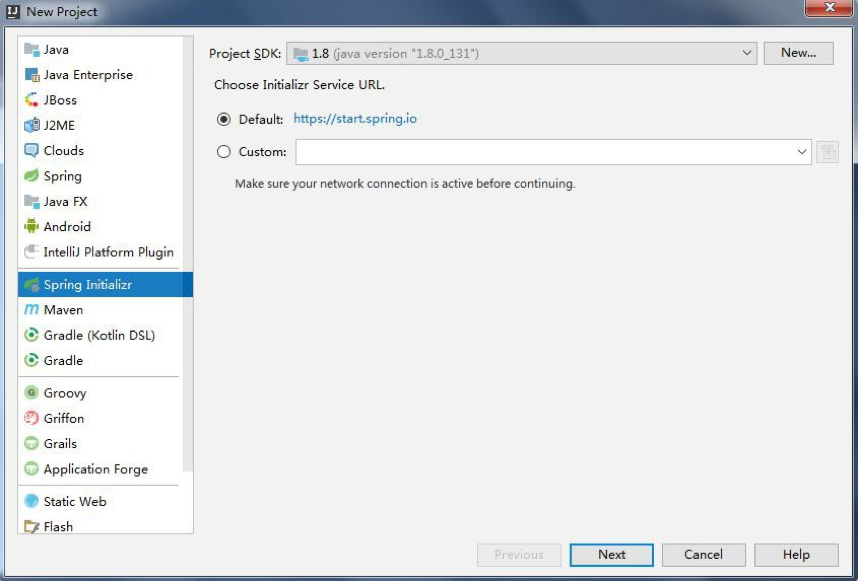 New Project
Java
Java Enterprise
JBoss
J2ME
Clouds
Spring
Java FX
Android
IntelliJ Platform Plugin
Spring Initializr
Maven
Gradle (Kotlin DSL)
Gradle
Groovy
Griffon
Grails
Application Forge
Static Web
Flash
Project SDK: 1.8 (java version "1.8.0_131") New...
Choose Initializr Service URL.
Default: https://start.spring.io
Custom:
Make sure your network connection is active before continuing.
Previous Next Cancel Help